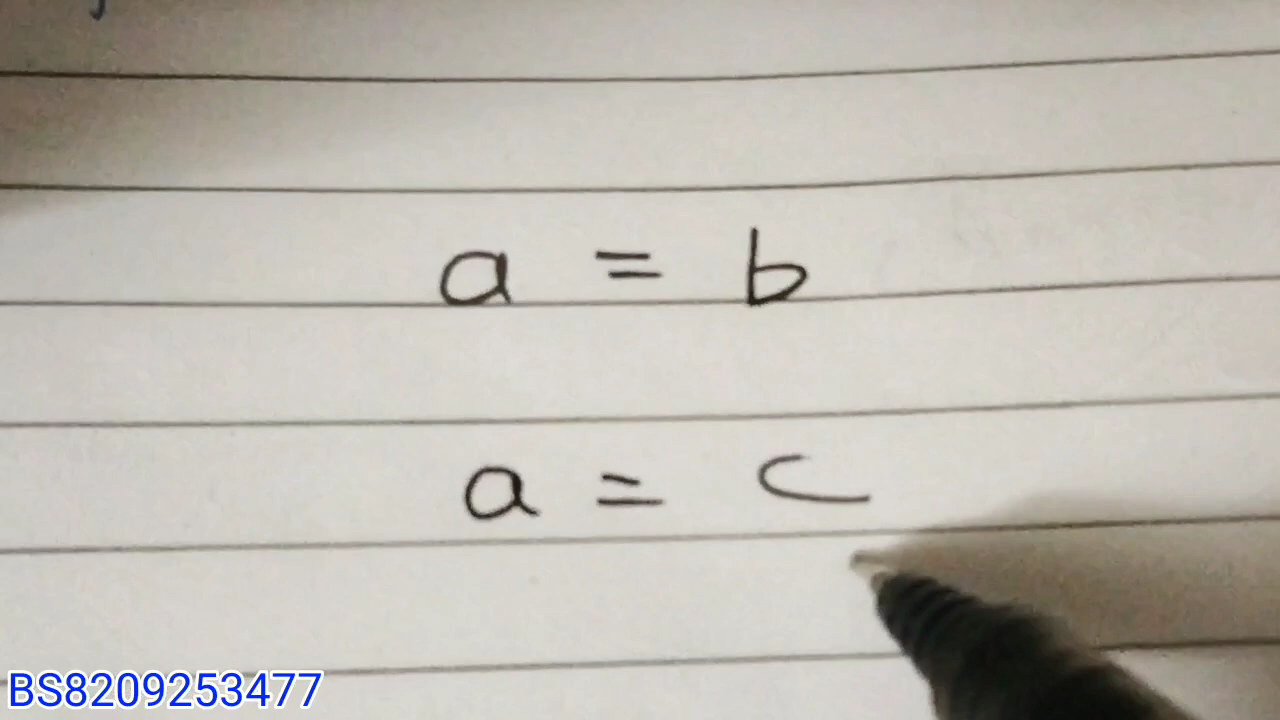 a = b
a = c
BS8209253477